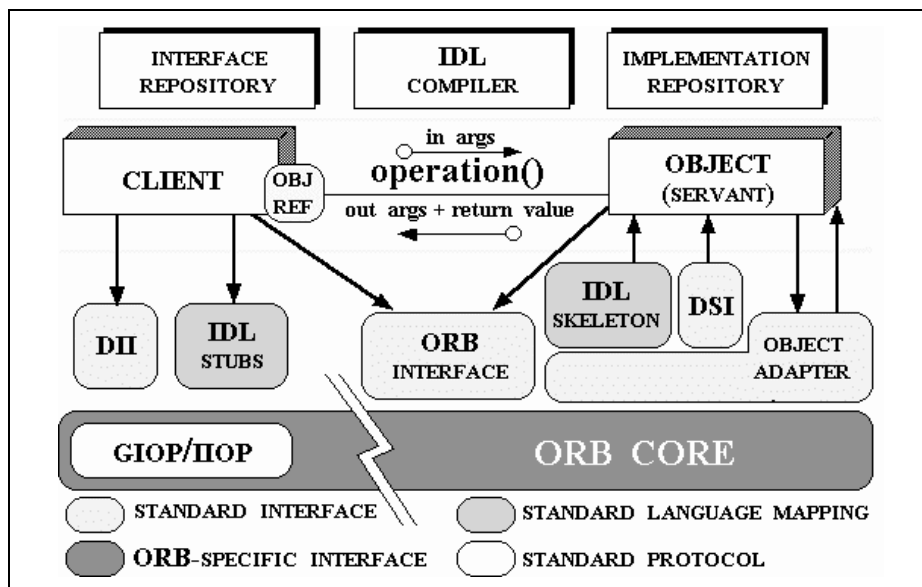 INTERFACE
REPOSITORY
IDL
COMPILER
IMPLEMENTATION
REPOSITORY
in args
CLIENT
OBJ
REF
operation()
OBJECT
(SERVANT)
out args + return value
DII
IDL
STUBS
ORB
INTERFACE
IDL
SKELETON
DSI
OBJECT
ADAPTER
GIOP/IIOP
ORB CORE
STANDARD INTERFACE
STANDARD LANGUAGE MAPPING
ORB-SPECIFIC INTERFACE
STANDARD PROTOCOL